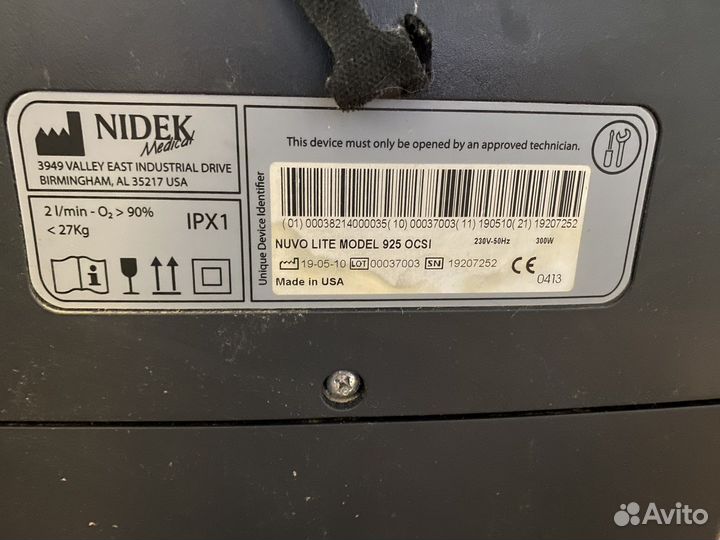 NIDEK
Medical
3949 VALLEY EAST INDUSTRIAL DRIVE
BIRMINGHAM, AL 35217 USA
2 l/min - O₂ > 90%
< 27Kg
IPX1
Unique Device Identifier
This device must only be opened by an approved technician.
(01) 00038214000035(10) 00037003(11) 190510(21) 19207252
NUVO LITE MODEL 925 OCSI 230V-50Hz 300W
19-05-10 LOT 00037003 SN 19207252 CE
Made in USA 0413
Avito